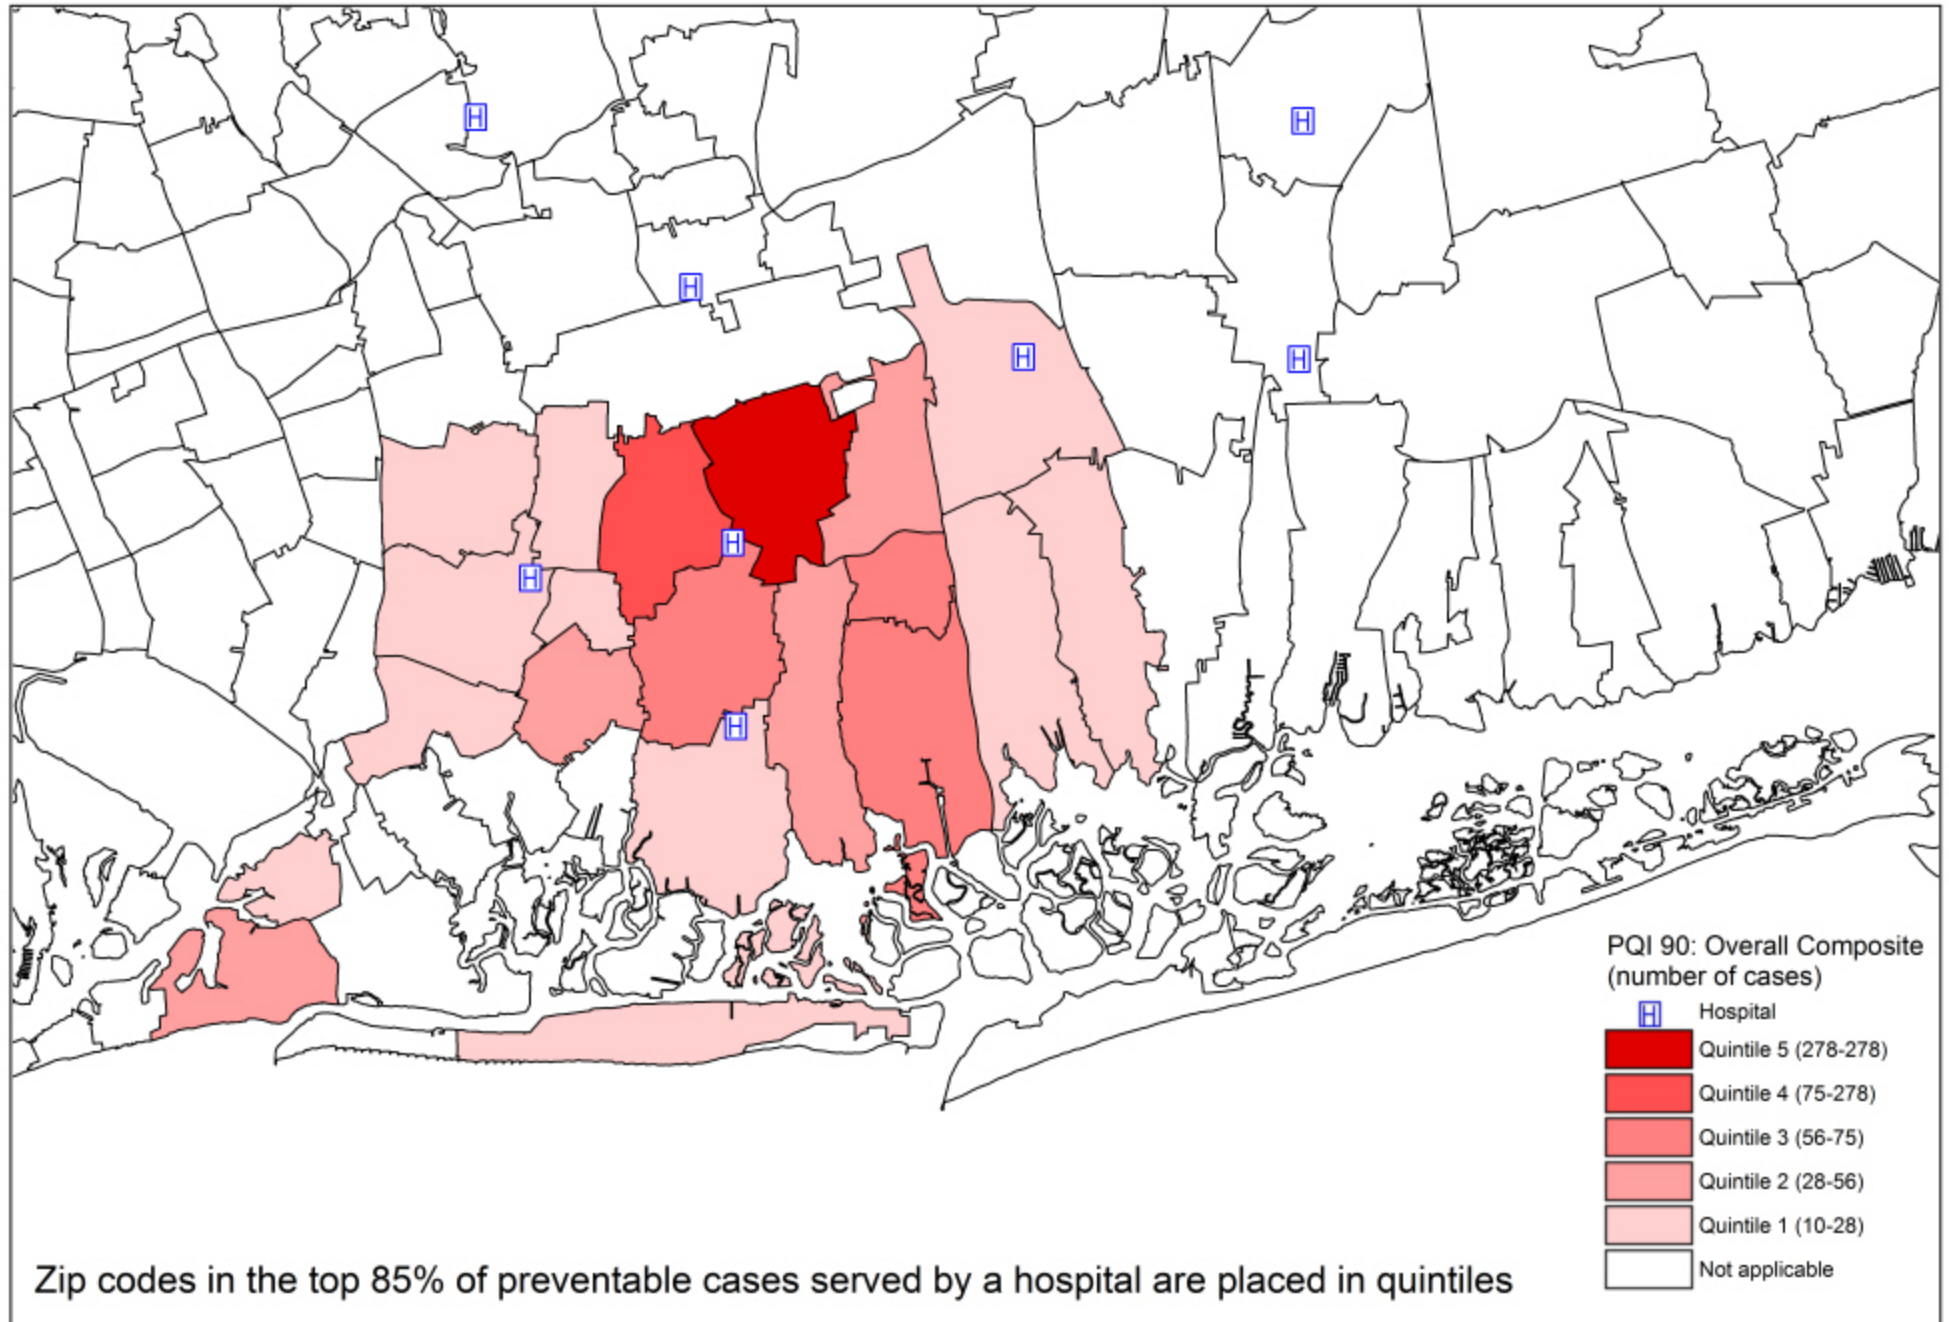 H
H
H
H
H
H
H
H
PQI 90: Overall Composite
(number of cases)
H Hospital
Quintile 5 (278-278)
Quintile 4 (75-278)
Quintile 3 (56-75)
Quintile 2 (28-56)
Quintile 1 (10-28)
Not applicable
Zip codes in the top 85% of preventable cases served by a hospital are placed in quintiles